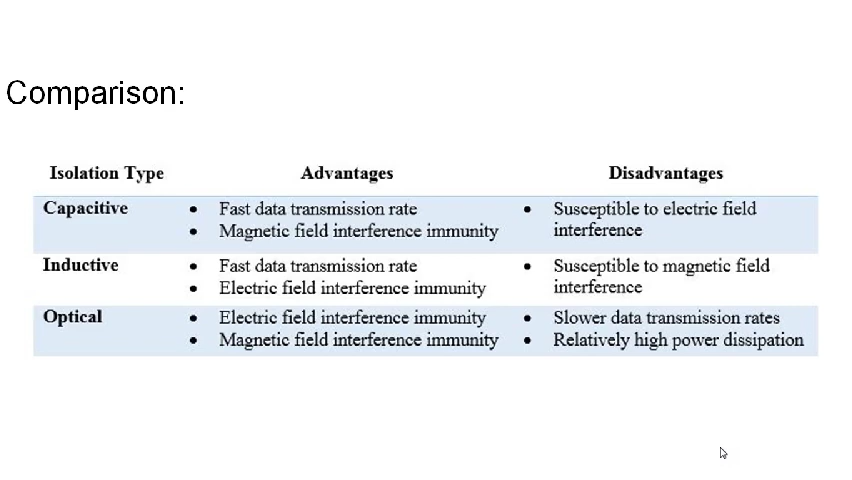 Comparison:
Isolation Type Advantages Disadvantages
Capacitive • Fast data transmission rate • Susceptible to electric field
• Magnetic field interference immunity interference
Inductive • Fast data transmission rate • Susceptible to magnetic field
• Electric field interference immunity interference
Optical • Electric field interference immunity • Slower data transmission rates
• Magnetic field interference immunity • Relatively high power dissipation